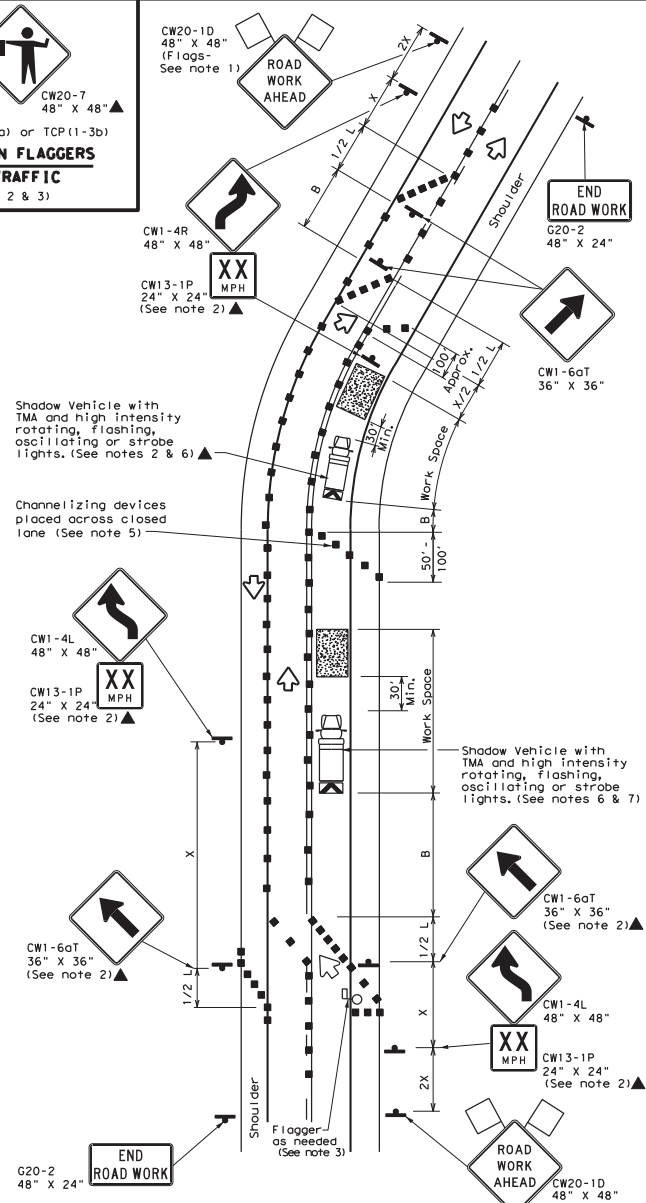 CW20-7
48" X 48"▲
a) or TCP(1-3b)
N FLAGGERS
TRAFFIC
2 & 3)
CW20-1D
48" X 48"
(Flags-
See note 1)
ROAD
WORK
AHEAD
2X
X
1/2 L
B
CW1-4R
48" X 48"
XX
MPH
CW13-1P
24" X 24"
(See note 2)▲
Shoulder
END
ROAD WORK
G20-2
48" X 24"
CW1-6aT
36" X 36"
100'
Approx.
1/2 L
X/2
Work Space
30'
Min.
B
50' -
100'
Shadow Vehicle with
TMA and high intensity
rotating, flashing,
oscillating or strobe
lights. (See notes 2 & 6)▲
Channelizing devices
placed across closed
lane (See note 5)
CW1-4L
48" X 48"
XX
MPH
CW13-1P
24" X 24"
(See note 2)▲
30'
Min.
Work Space
Shadow Vehicle with
TMA and high intensity
rotating, flashing,
oscillating or strobe
lights. (See notes 6 & 7)
X
B
CW1-6aT
36" X 36"
(See note 2)▲
1/2 L
1/2 L
CW1-6aT
36" X 36"
(See note 2)▲
X
CW1-4L
48" X 48"
XX
MPH
CW13-1P
24" X 24"
(See note 2)▲
2X
Shoulder
Flagger
as needed
(See note 3)
END
ROAD WORK
G20-2
48" X 24"
ROAD
WORK
AHEAD
CW20-1D
48" X 48"